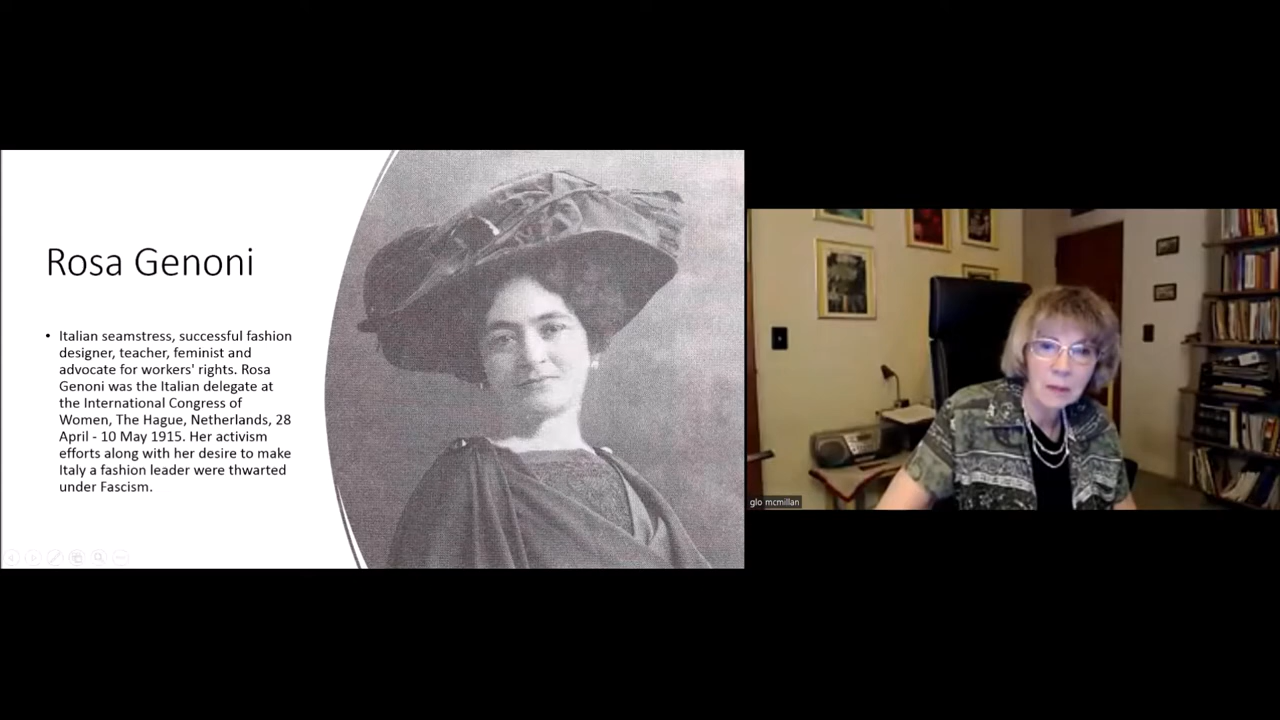 Rosa Genoni
• Italian seamstress, successful fashion
designer, teacher, feminist and
advocate for workers' rights. Rosa
Genoni was the Italian delegate at
the International Congress of
Women, The Hague, Netherlands, 28
April - 10 May 1915. Her activism
efforts along with her desire to make
Italy a fashion leader were thwarted
under Fascism.
glo mcmillan